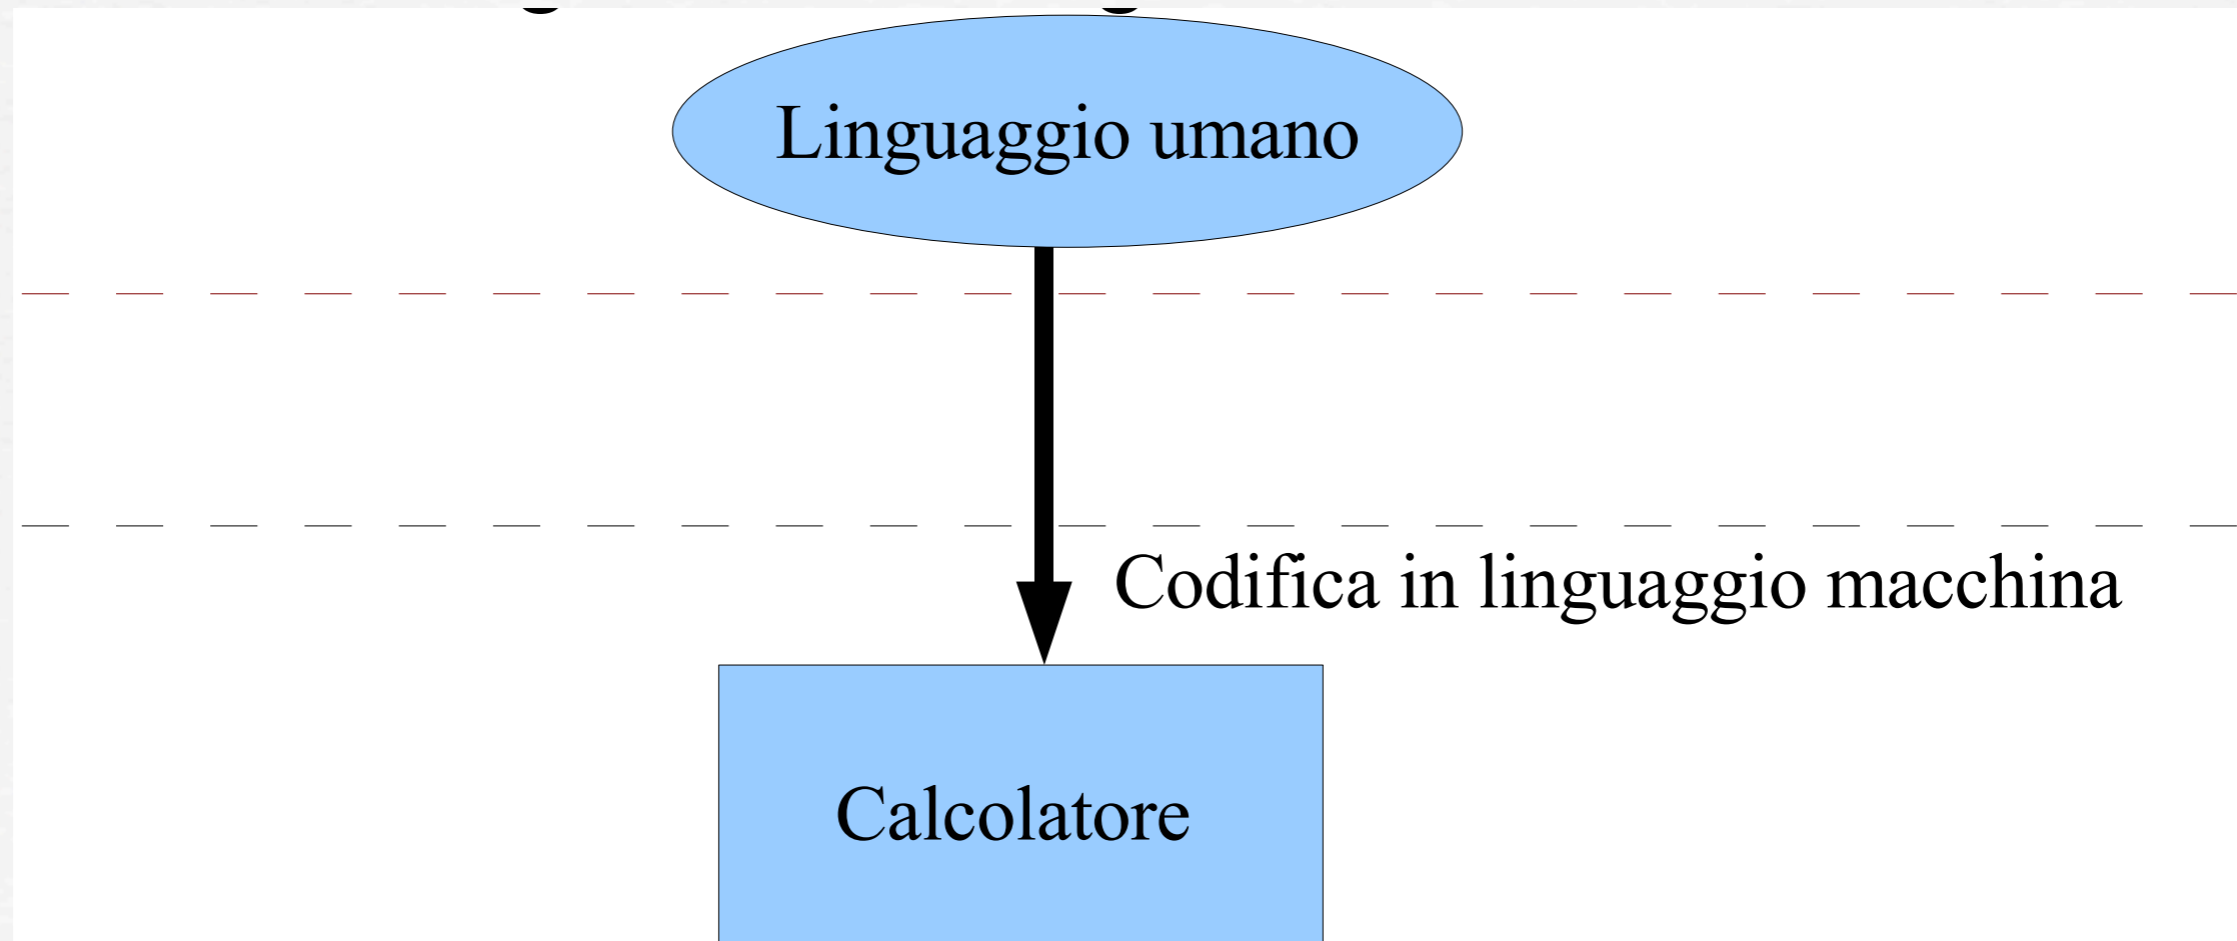 Linguaggio umano
Codifica in linguaggio macchina
Calcolatore